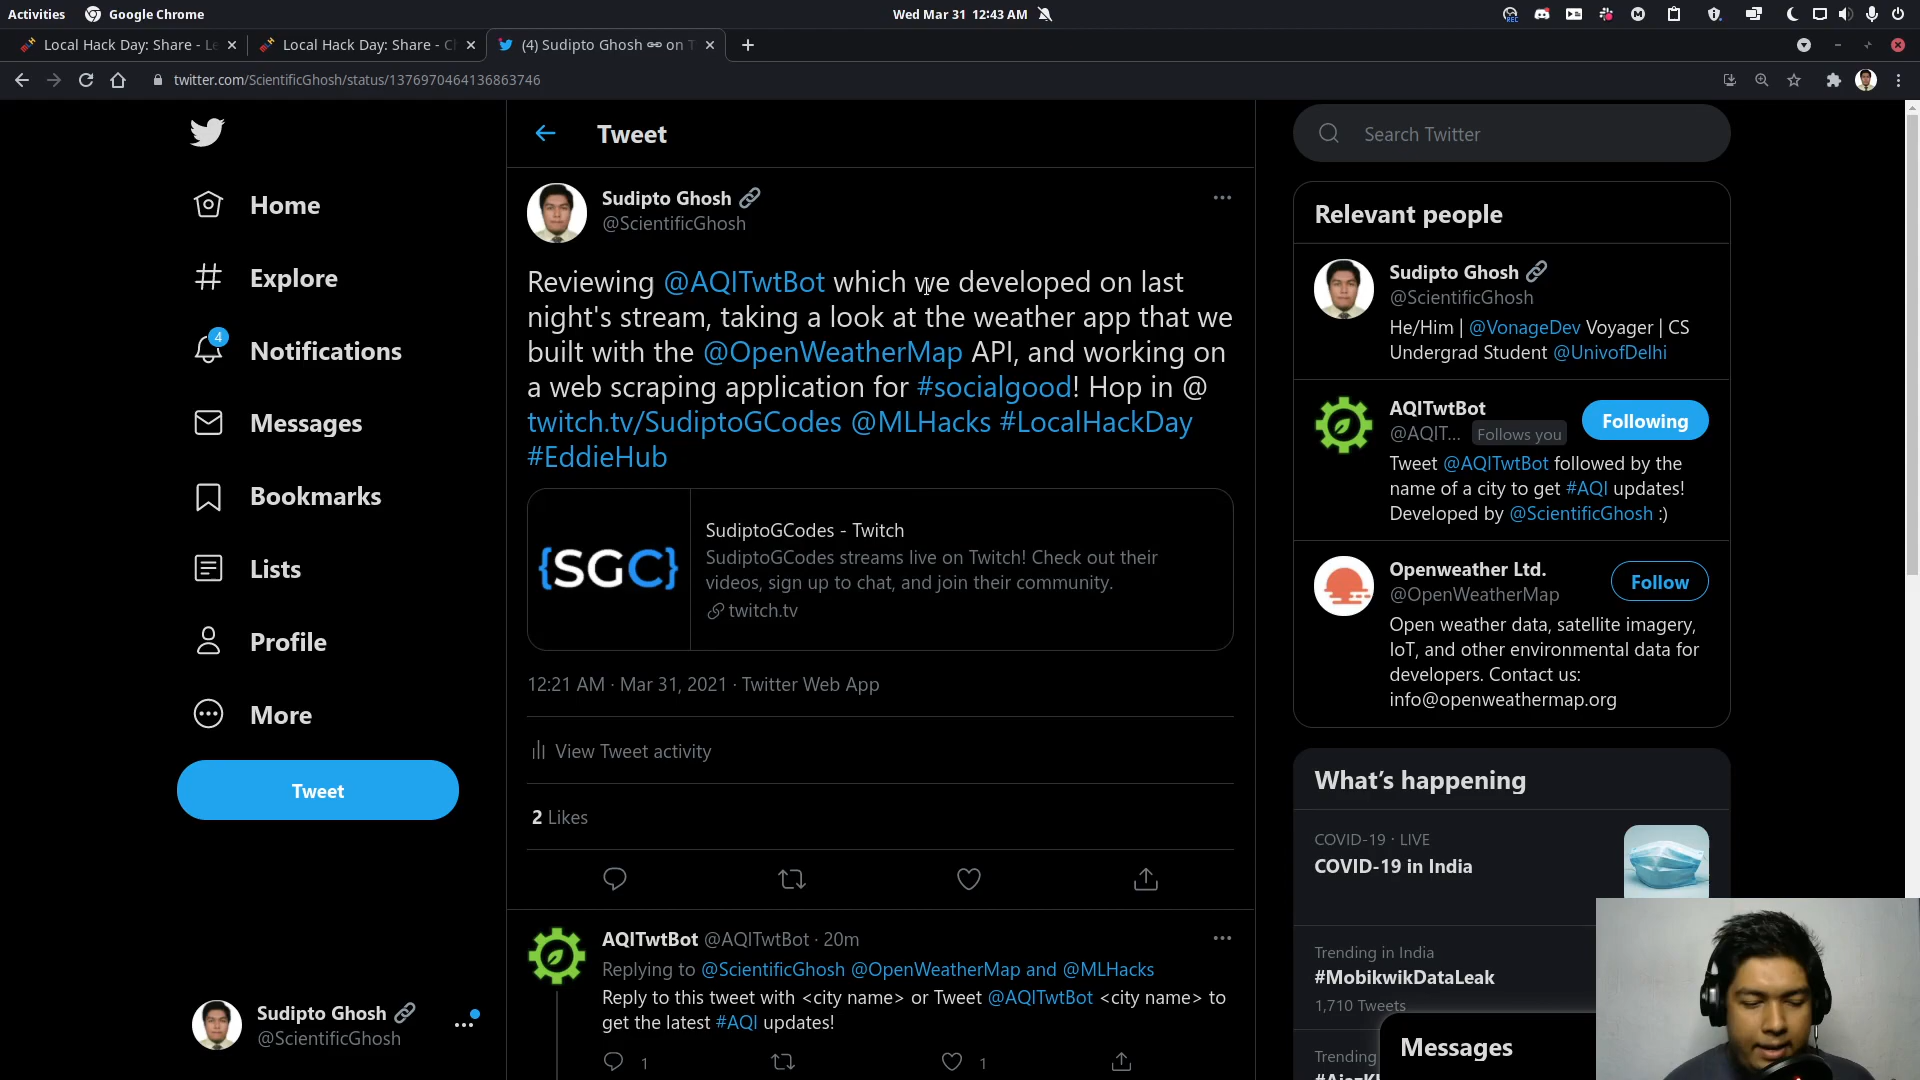 Activities
Google Chrome
Wed Mar 31 12:43 AM
REC
Local Hack Day: Share - Le
Local Hack Day: Share - C
(4) Sudipto Ghosh on T
twitter.com/ScientificGhosh/status/1376970464136863746
Home
Explore
4
Notifications
Messages
Bookmarks
Lists
Profile
More
Tweet
Sudipto Ghosh
@ScientificGhosh
Tweet
Sudipto Ghosh
@ScientificGhosh
Reviewing @AQITwtBot which we developed on last
night's stream, taking a look at the weather app that we
built with the @OpenWeatherMap API, and working on
a web scraping application for #socialgood! Hop in @
twitch.tv/SudiptoGCodes @MLHacks #LocalHackDay
#EddieHub
{SGC}
SudiptoGCodes - Twitch
SudiptoGCodes streams live on Twitch! Check out their
videos, sign up to chat, and join their community.
twitch.tv
12:21 AM · Mar 31, 2021 · Twitter Web App
View Tweet activity
2 Likes
AQITwtBot @AQITwtBot · 20m
Replying to @ScientificGhosh @OpenWeatherMap and @MLHacks
Reply to this tweet with <city name> or Tweet @AQITwtBot <city name> to
get the latest #AQI updates!
1
1
Search Twitter
Relevant people
Sudipto Ghosh
@ScientificGhosh
He/Him | @VonageDev Voyager | CS
Undergrad Student @UnivofDelhi
AQITwtBot
@AQIT... Follows you
Following
Tweet @AQITwtBot followed by the
name of a city to get #AQI updates!
Developed by @ScientificGhosh :)
Openweather Ltd.
@OpenWeatherMap
Follow
Open weather data, satellite imagery,
IoT, and other environmental data for
developers. Contact us:
info@openweathermap.org
What's happening
COVID-19 · LIVE
COVID-19 in India
Trending in India
#MobikwikDataLeak
1,710 Tweets
Trending
Messages